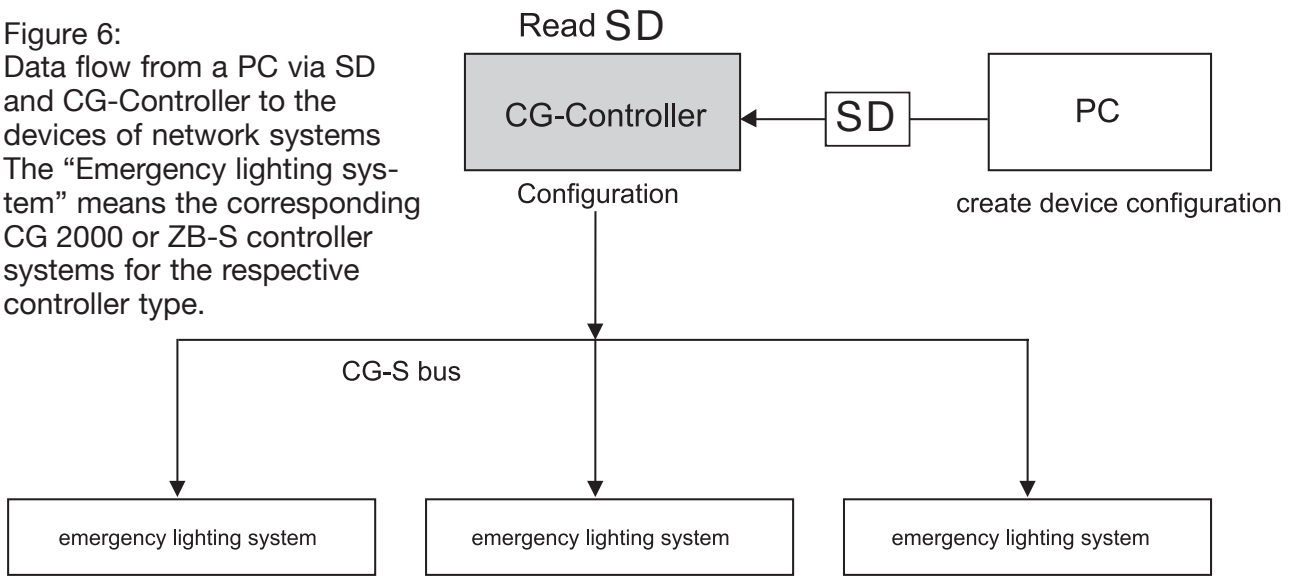 Figure 6:
Data flow from a PC via SD
and CG-Controller to the
devices of network systems
The “Emergency lighting sys-
tem” means the corresponding
CG 2000 or ZB-S controller
systems for the respective
controller type.
Read SD
CG-Controller
SD
PC
Configuration
create device configuration
CG-S bus
emergency lighting system
emergency lighting system
emergency lighting system